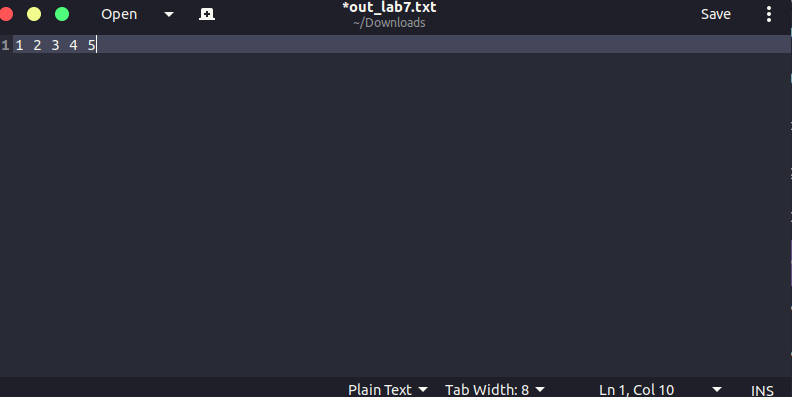 Open
*out_lab7.txt
~/Downloads
Save
1 1 2 3 4 5
Plain Text Tab Width: 8 Ln 1, Col 10 INS